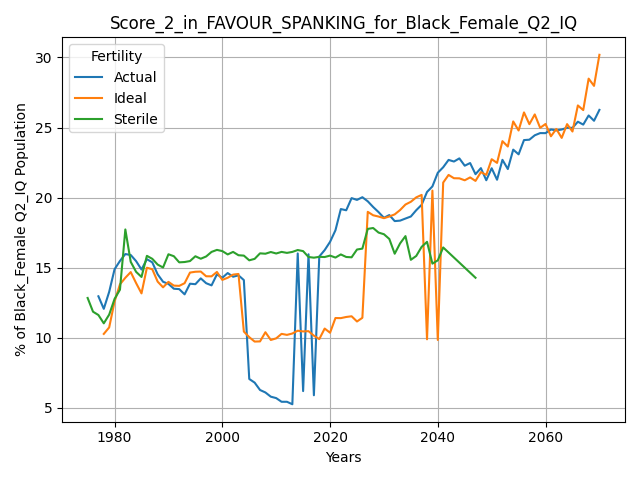 Score_2_in_FAVOUR_SPANKING_for_Black_Female_Q2_IQ
Fertility
Actual
Ideal
Sterile
% of Black_Female Q2_IQ Population
30
25
20
15
10
5
1980 2000 2020 2040 2060
Years